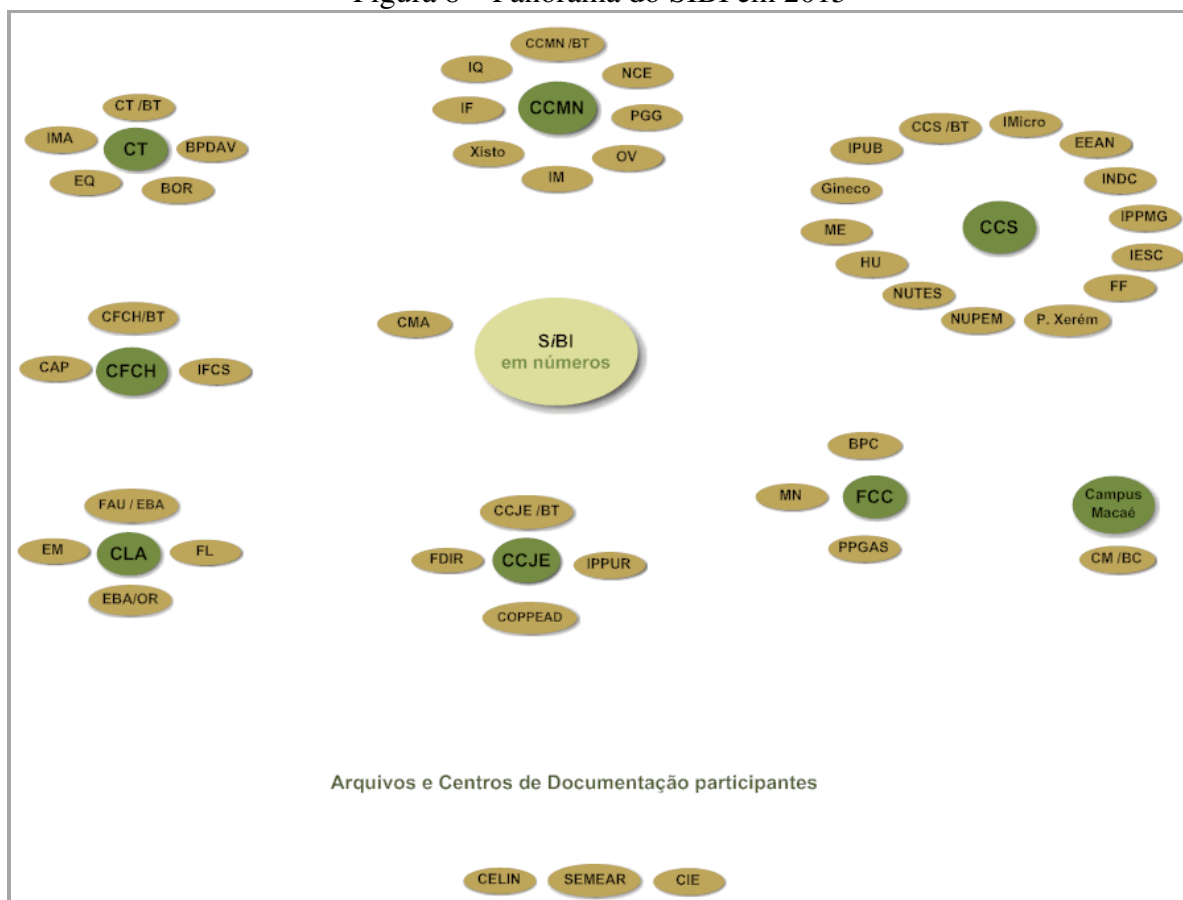 CT /BT
IMA
CT
BPDAV
EQ
BOR
CCMN /BT
IQ
NCE
IF
CCMN
PGG
Xisto
OV
IM
CCS /BT
IMicro
IPUB
EEAN
Gineco
INDC
ME
CCS
IPPMG
HU
IESC
NUTES
FF
NUPEM
P. Xerém
CFCH/BT
CAP
CFCH
IFCS
CMA
SiBI
em números
FAU / EBA
EM
CLA
FL
EBA/OR
CCJE /BT
FDIR
CCJE
IPPUR
COPPEAD
BPC
MN
FCC
PPGAS
Campus
Macaé
CM /BC
Arquivos e Centros de Documentação participantes
CELIN
SEMEAR
CIE